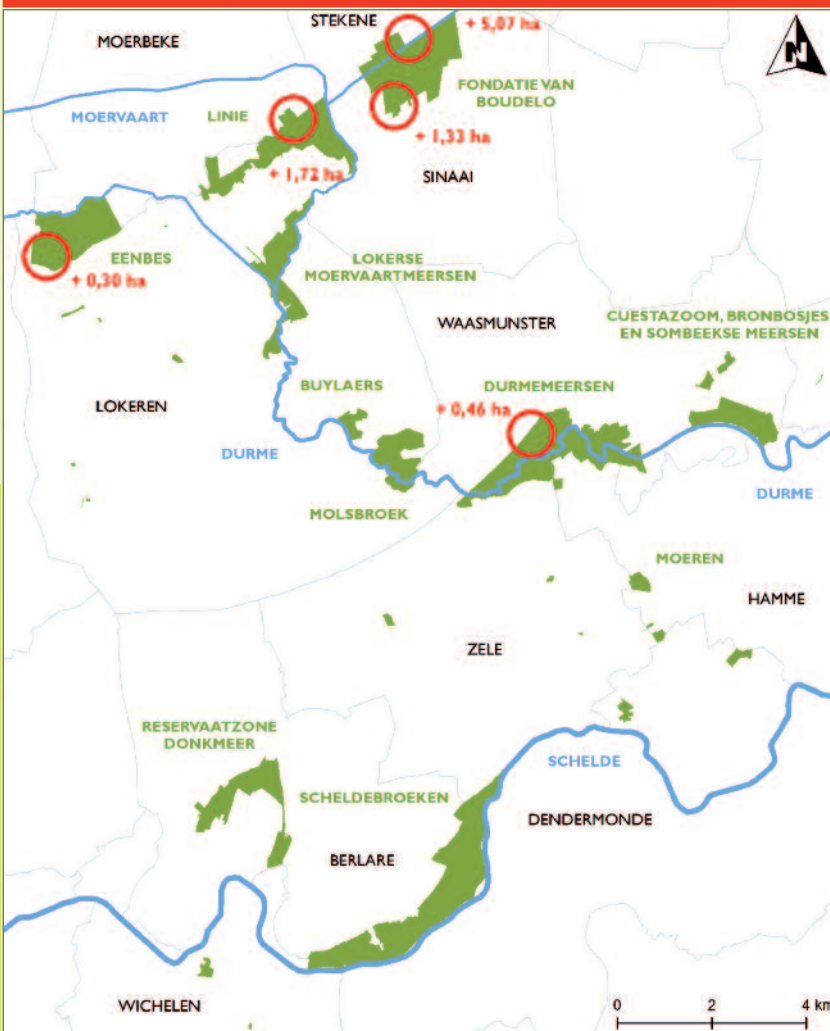 STEKENE
+ 5,07 ha
MOERBEKE
N
FONDATIE VAN
BOUDELO
MOERVAART
LINIE
+ 1,33 ha
+ 1,72 ha
SINAAI
EENBES
+ 0,30 ha
LOKERSE
MOERVAARTMEERSEN
WAASMUNSTER
CUESTAZOOM, BRONBOSJES
EN SOMBEEKSE MEERSEN
BUYLAERS
DURMEMEERSEN
LOKEREN
+ 0,46 ha
DURME
DURME
MOLSBROEK
MOEREN
HAMME
ZELE
RESERVAATZONE
DONKMEER
SCHELDE
SCHELDEBROEKEN
DENDERMONDE
BERLARE
WICHELEN
0 2 4 km